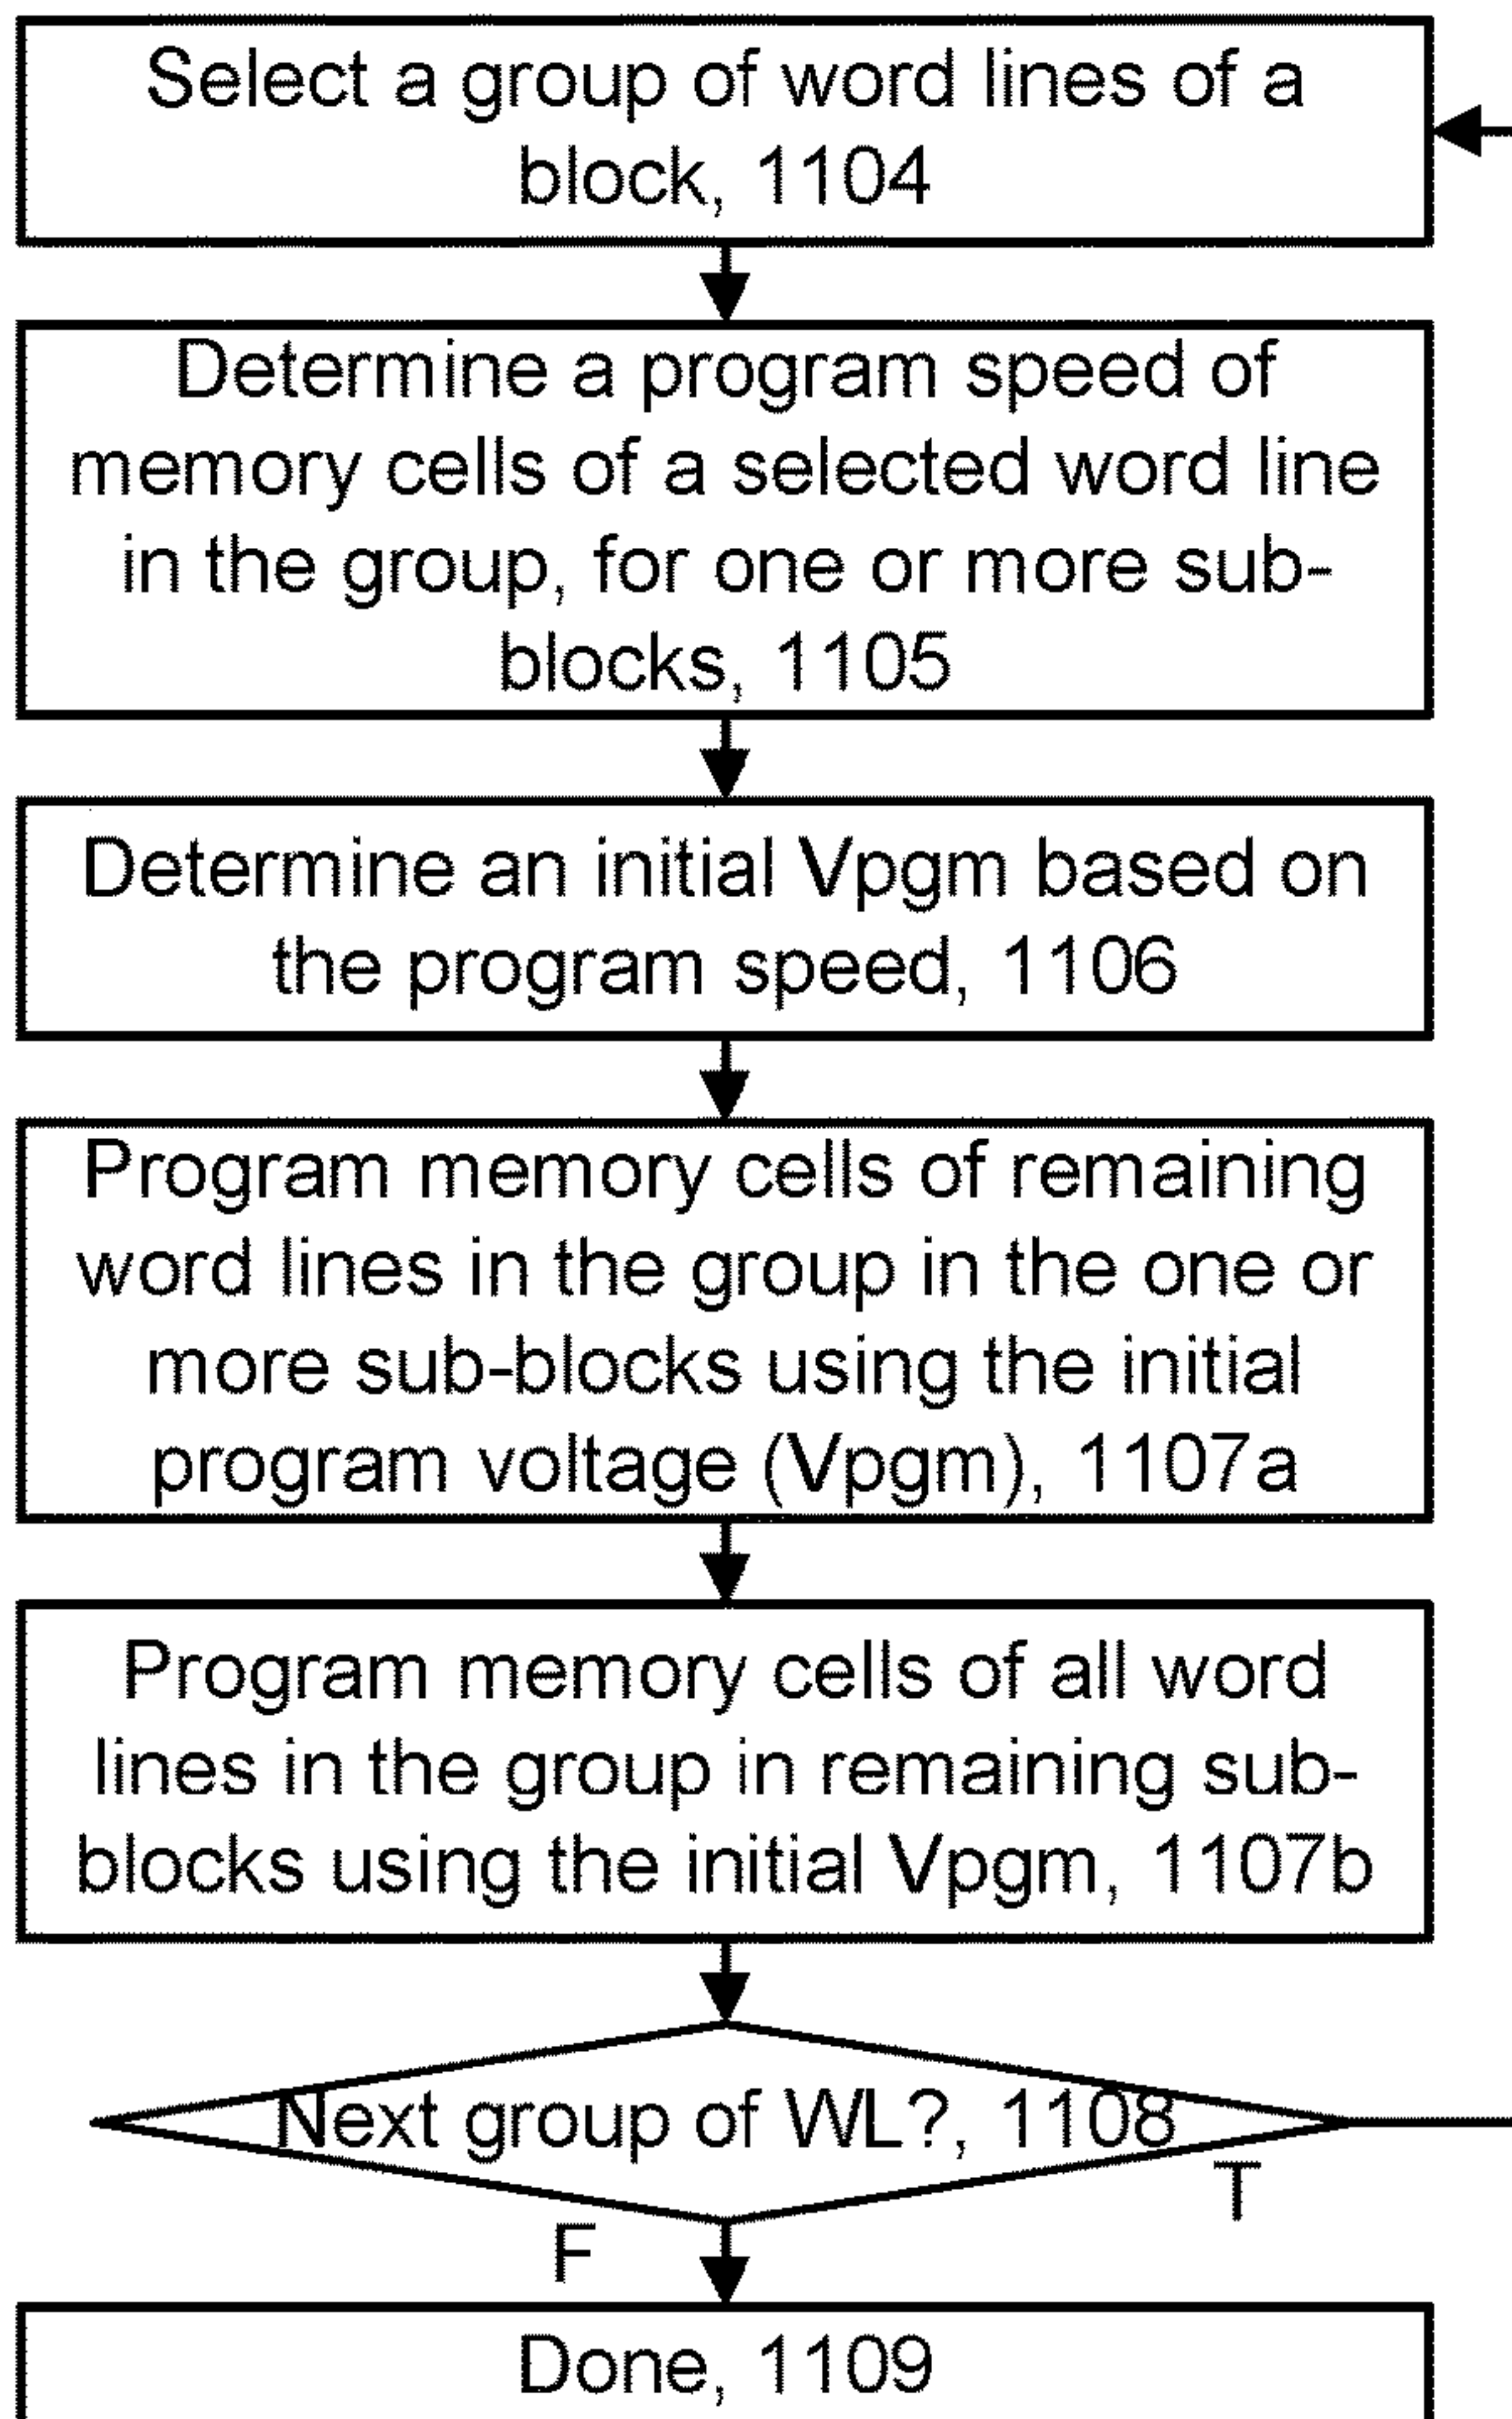 Select a group of word lines of a
block, 1104
Determine a program speed of
memory cells of a selected word line
in the group, for one or more sub-
blocks, 1105
Determine an initial Vpgm based on
the program speed, 1106
Program memory cells of remaining
word lines in the group in the one or
more sub-blocks using the initial
program voltage (Vpgm), 1107a
Program memory cells of all word
lines in the group in remaining sub-
blocks using the initial Vpgm, 1107b
Next group of WL?, 1108
T
F
Done, 1109